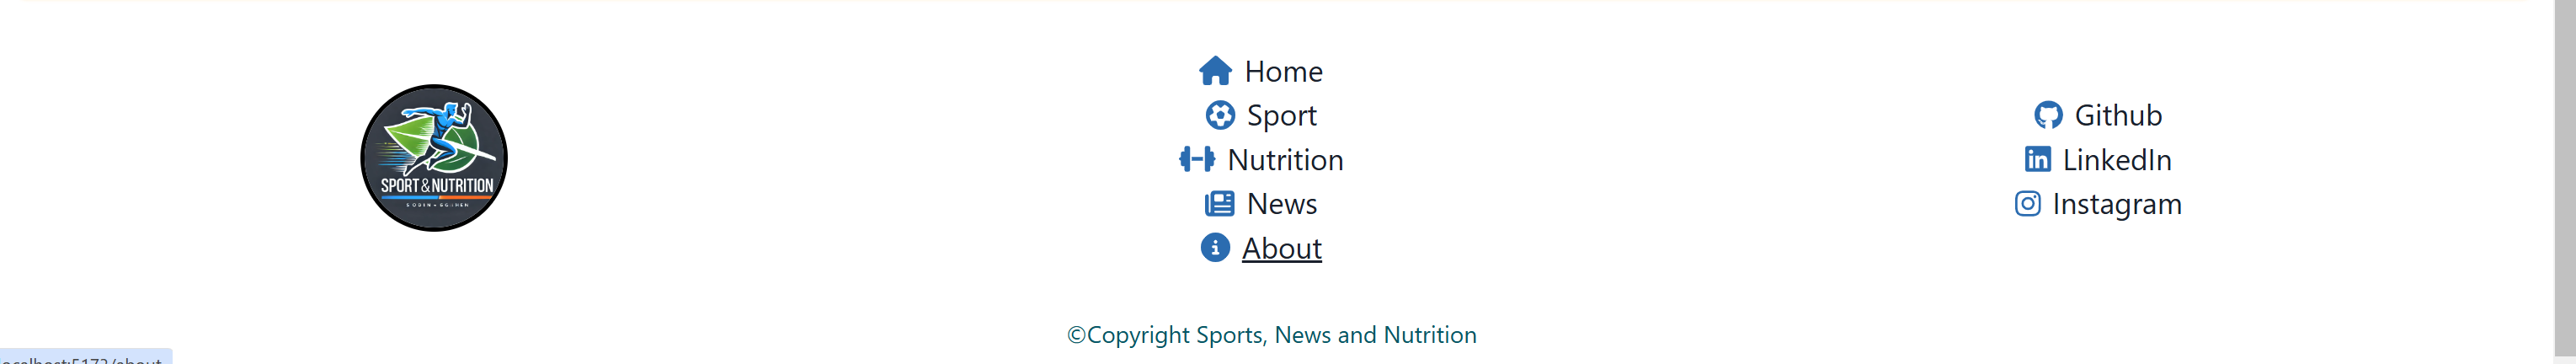 SPORT & NUTRITION
Home
Sport
Nutrition
News
About
Github
LinkedIn
Instagram
©Copyright Sports, News and Nutrition